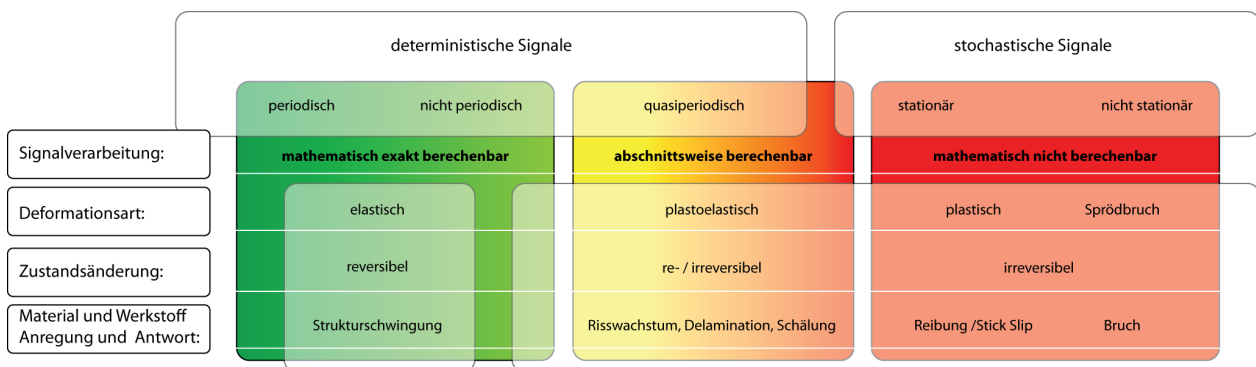 deterministische Signale
stochastische Signale
periodisch nicht periodisch quasiperiodisch stationär nicht stationär
Signalverarbeitung: mathematisch exakt berechenbar abschnittsweise berechenbar mathematisch nicht berechenbar
Deformationsart: elastisch plastoelastisch plastisch Sprödbruch
Zustandsänderung: reversibel re- / irreversibel irreversibel
Material und Werkstoff
Anregung und Antwort: Strukturschwingung Risswachstum, Delamination, Schälung Reibung /Stick Slip Bruch